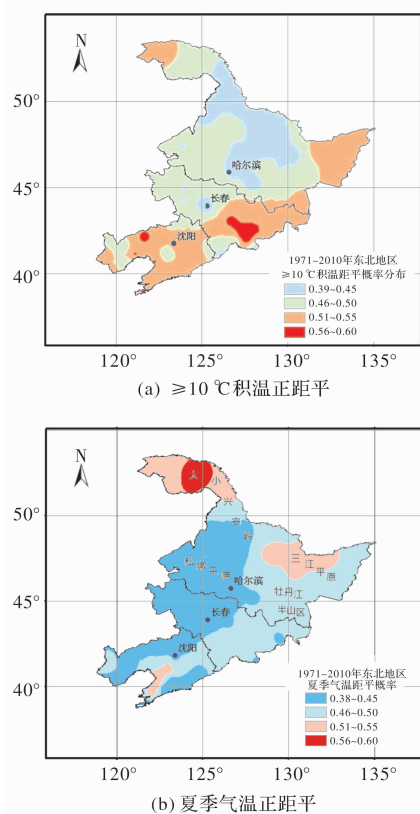 N
50°
45°
40°
哈尔滨
长春
沈阳
1971-2010年东北地区
≥10 ℃积温距平概率分布
0.39~0.45
0.46~0.50
0.51~0.55
0.56~0.60
120° 125° 130° 135°
(a) ≥10 ℃积温正距平
N
50°
45°
40°
大
小
兴
安
岭
松嫩平原
三江平原
哈尔滨
牡丹江
半山区
长春
沈阳
1971-2010年东北地区
夏季气温距平概率
0.38~0.45
0.46~0.50
0.51~0.55
0.56~0.60
120° 125° 130° 135°
(b) 夏季气温正距平